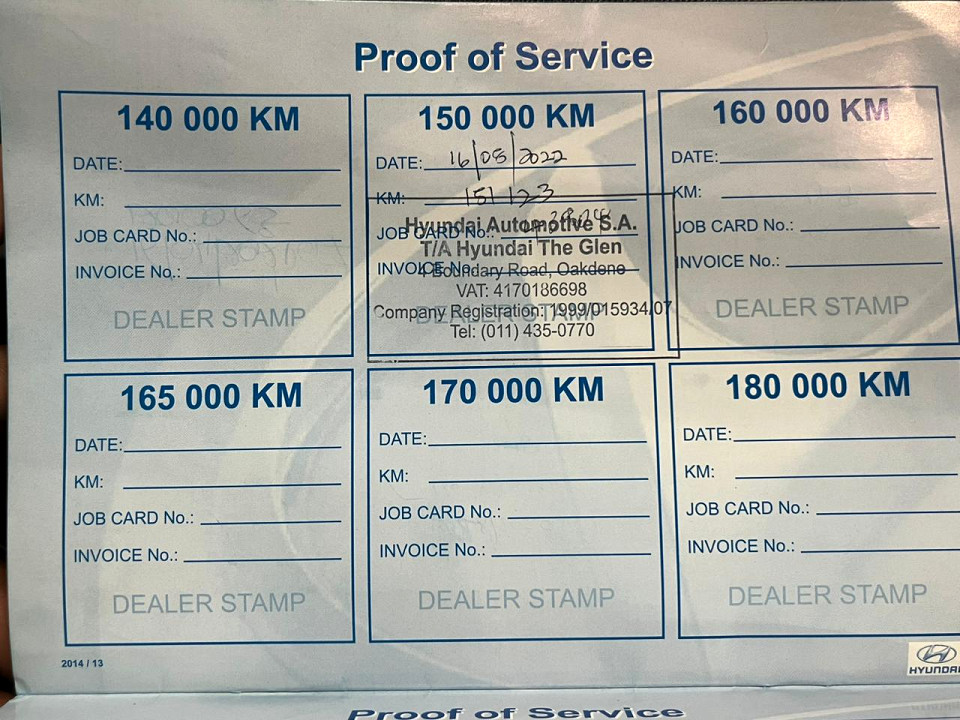 Proof of Service
140 000 KM
DATE:
KM:
JOB CARD No.:
INVOICE No.:
DEALER STAMP
150 000 KM
DATE: 16/08/2022
KM: 151 123
JOB CARD No.:
INVOICE No.
DEALER STAMP
Hyundai Automotive S.A.
T/A Hyundai The Glen
4 Boundary Road, Oakdene
VAT: 4170186698
Company Registration: 1999/015934/07
Tel: (011) 435-0770
160 000 KM
DATE:
KM:
JOB CARD No.:
INVOICE No.:
DEALER STAMP
165 000 KM
DATE:
KM:
JOB CARD No.:
INVOICE No.:
DEALER STAMP
170 000 KM
DATE:
KM:
JOB CARD No.:
INVOICE No.:
DEALER STAMP
180 000 KM
DATE:
KM:
JOB CARD No.:
INVOICE No.:
DEALER STAMP
2014 / 13
HYUNDAI
Proof of Service